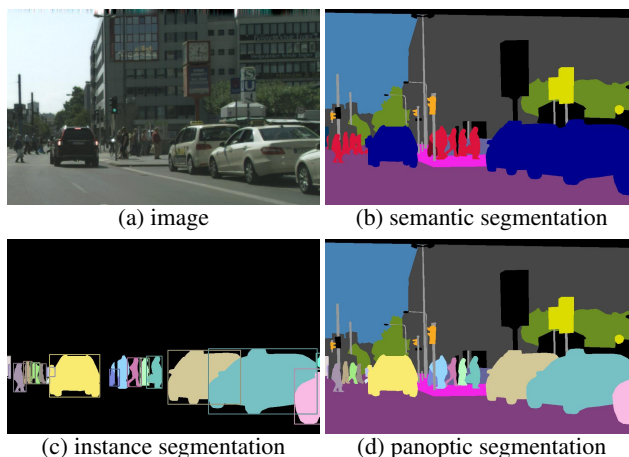 S
U
(a) image
(b) semantic segmentation
(c) instance segmentation
(d) panoptic segmentation